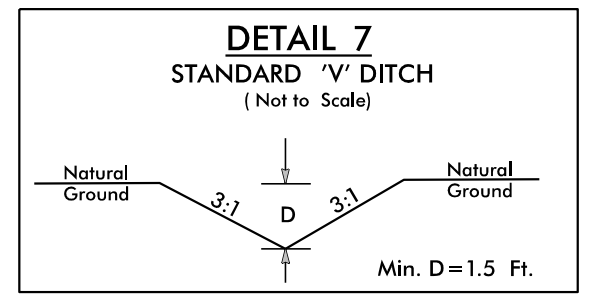 DETAIL 7
STANDARD 'V' DITCH
( Not to Scale)
Natural
Ground
3:1
D
3:1
Natural
Ground
Min. D=1.5 Ft.